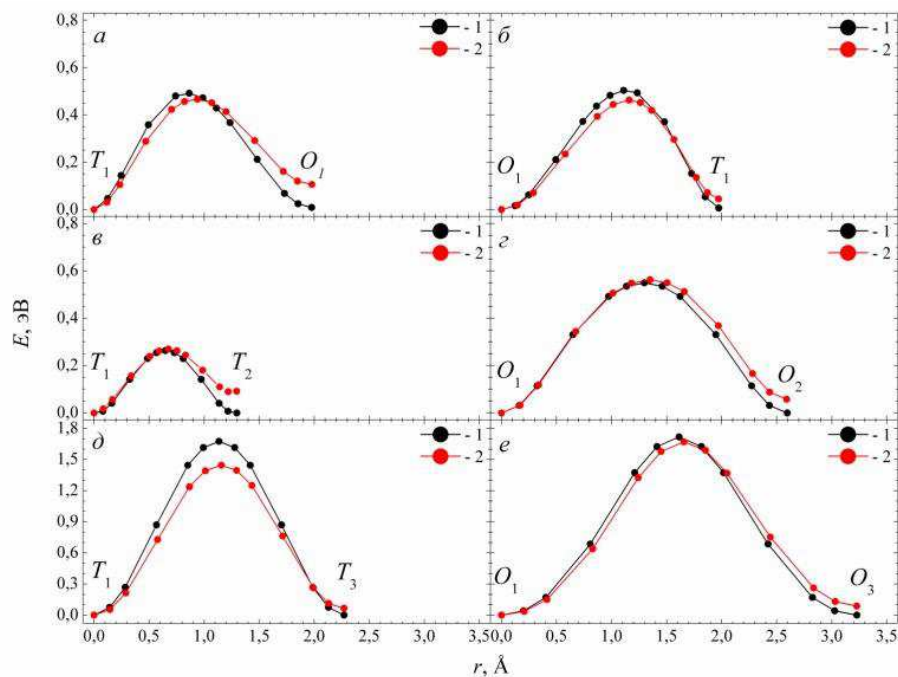 0,8 а - 1 - 2 б - 1 - 2
0,6
0,4
T1 O1 O1 T1
0,2
0,0
0,8 в - 1 - 2 г - 1 - 2
0,6
E, эВ
0,4
0,2 T1 T2 O1 O2
0,0
1,8 д - 1 - 2 е - 1 - 2
1,5
1,2
0,9
0,6
T1 T3 O1 O3
0,3
0,0
0,0 0,5 1,0 1,5 2,0 2,5 3,0 3,5 0,0 0,5 1,0 1,5 2,0 2,5 3,0 3,5
r, Å